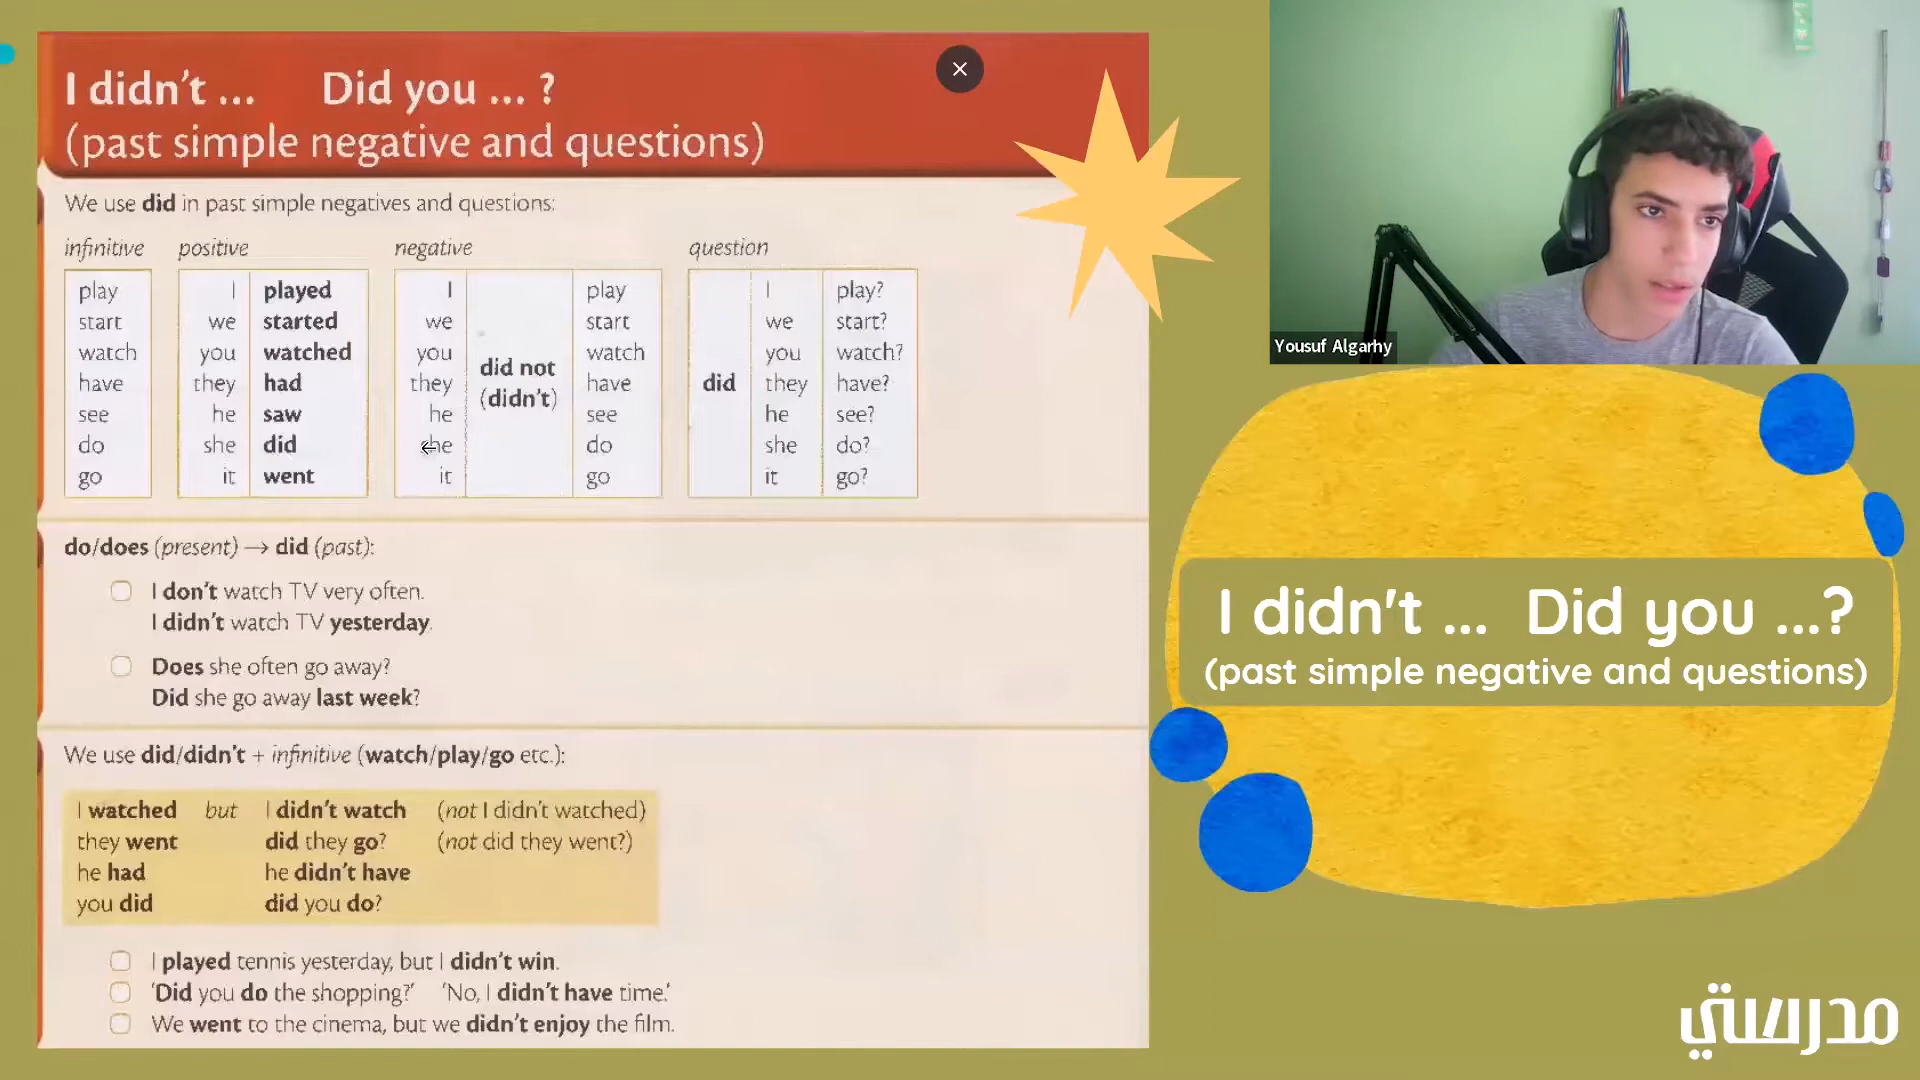 I didn't ... Did you ... ?
(past simple negative and questions)
We use did in past simple negatives and questions:
infinitive positive negative question
play I played I play I play?
start we started we start we start?
watch you watched you did not watch you watch?
have they had they (didn't) have did they have?
see he saw he see he see?
do she did she do she do?
go it went it go it go?
do/does (present) → did (past):
I don't watch TV very often.
I didn't watch TV yesterday.
Does she often go away?
Did she go away last week?
We use did/didn't + infinitive (watch/play/go etc.):
I watched but I didn't watch (not I didn't watched)
they went did they go? (not did they went?)
he had he didn't have
you did did you do?
I played tennis yesterday, but I didn't win.
'Did you do the shopping?' 'No, I didn't have time.'
We went to the cinema, but we didn't enjoy the film.
Yousuf Algarhy
I didn't ... Did you ...?
(past simple negative and questions)
مدرستي